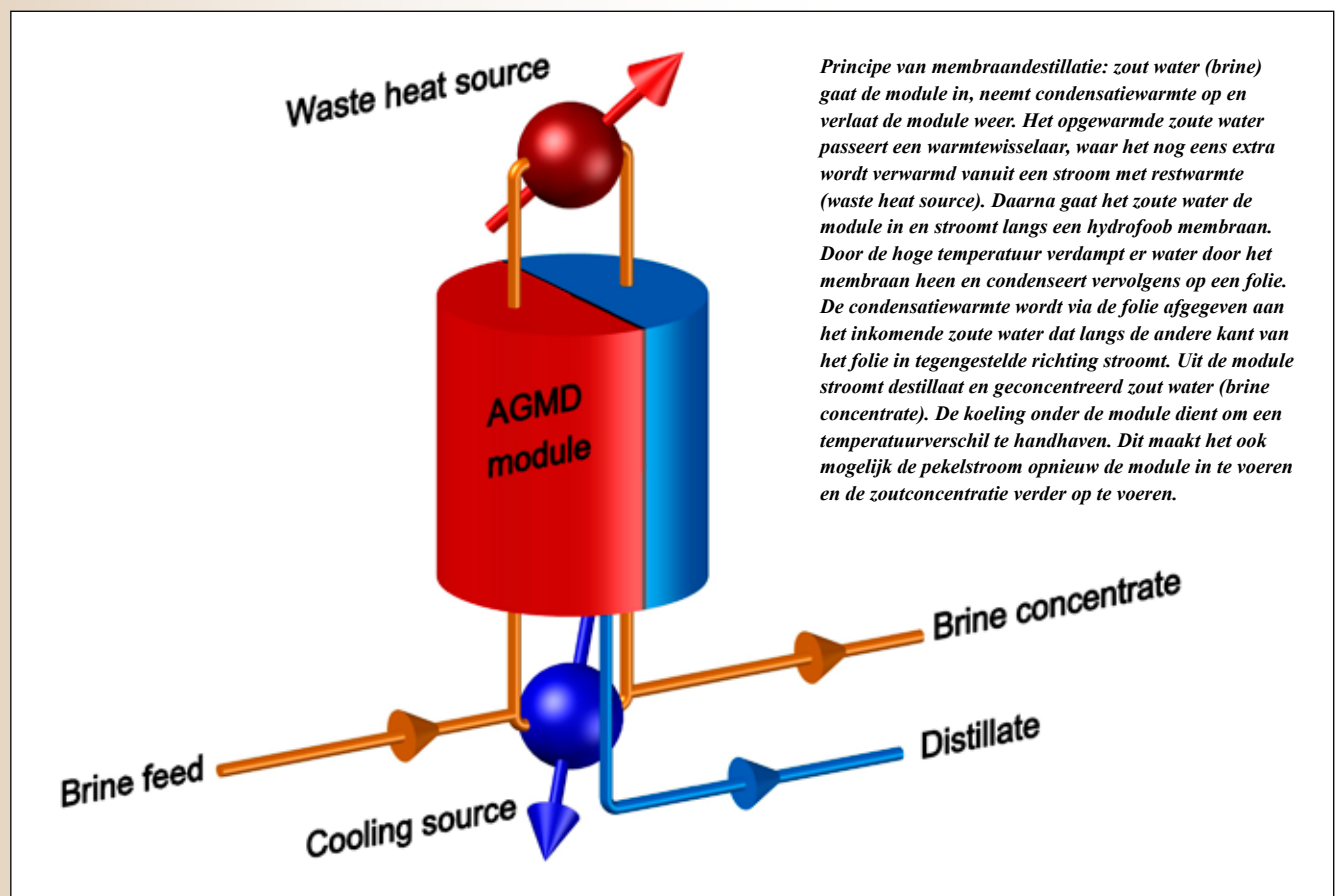 Waste heat source
Principe van membraandestillatie: zout water (brine)
gaat de module in, neemt condensatiewarmte op en
verlaat de module weer. Het opgewarmde zoute water
passeert een warmtewisselaar, waar het nog eens extra
wordt verwarmd vanuit een stroom met restwarmte
(waste heat source). Daarna gaat het zoute water de
module in en stroomt langs een hydrofoob membraan.
Door de hoge temperatuur verdampt er water door het
membraan heen en condenseert vervolgens op een folie.
De condensatiewarmte wordt via de folie afgegeven aan
het inkomende zoute water dat langs de andere kant van
het folie in tegengestelde richting stroomt. Uit de module
stroomt destillaat en geconcentreerd zout water (brine
concentrate). De koeling onder de module dient om een
temperatuurverschil te handhaven. Dit maakt het ook
mogelijk de pekelstroom opnieuw de module in te voeren
en de zoutconcentratie verder op te voeren.
AGMD
module
Brine concentrate
Distillate
Brine feed
Cooling source